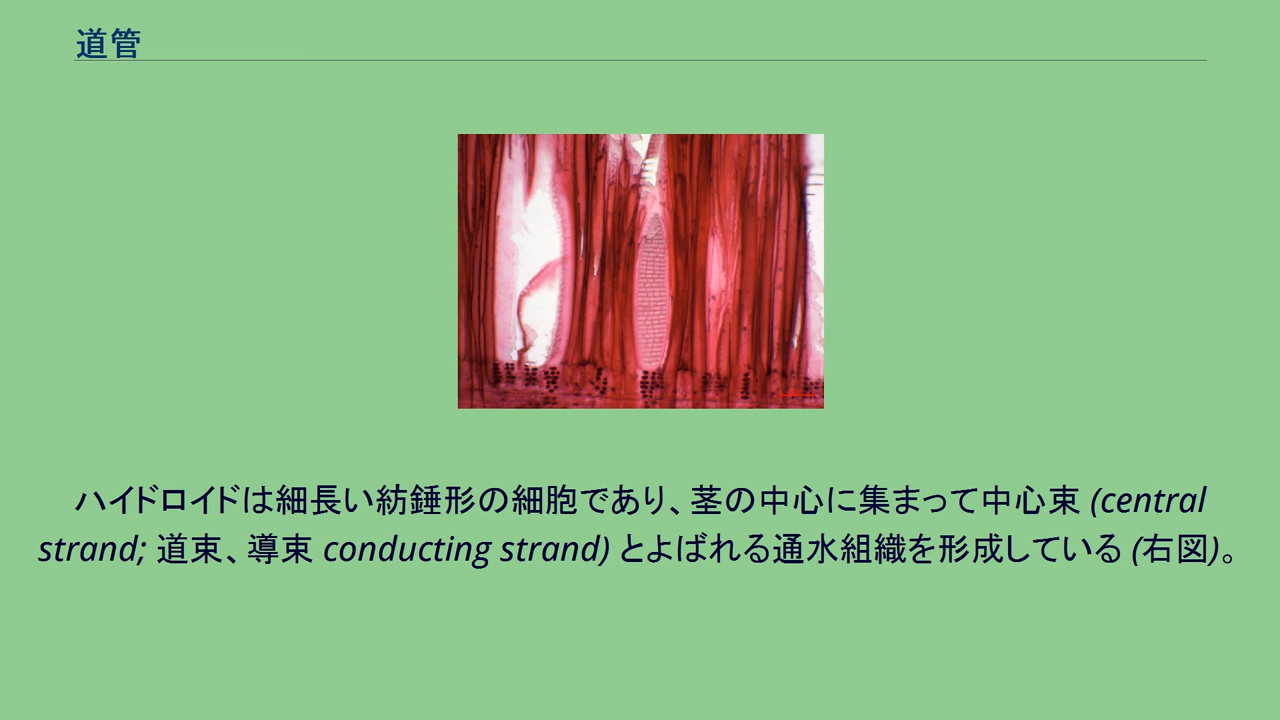 道管
ハイドロイドは細長い紡錘形の細胞であり、茎の中心に集まって中心束 (central
strand; 道束、導束 conducting strand) とよばれる通水組織を形成している (右図)。